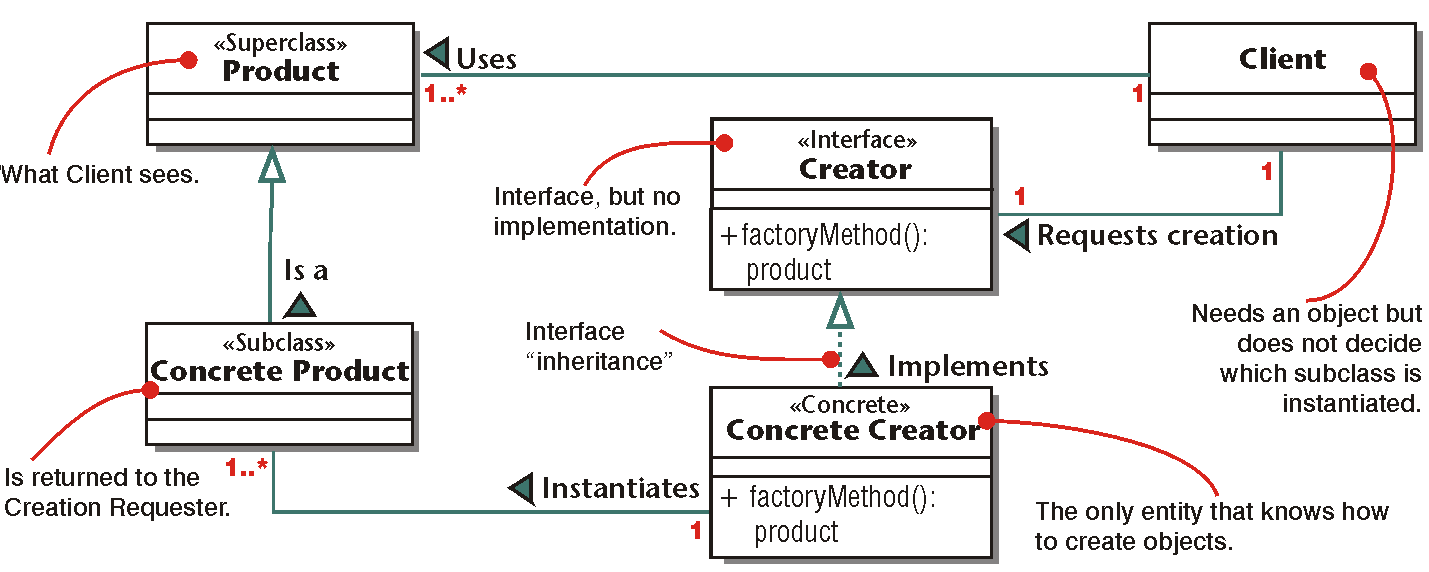 «Superclass»
Product
Uses
1..*
1
Client
What Client sees.
«Interface»
Creator
+ factoryMethod():
product
Interface, but no
implementation.
1
1
Requests creation
Is a
Needs an object but
does not decide
which subclass is
instantiated.
«Subclass»
Concrete Product
Interface
“inheritance”
Implements
«Concrete»
Concrete Creator
+ factoryMethod():
product
Is returned to the
Creation Requester.
1..*
Instantiates
1
The only entity that knows how
to create objects.